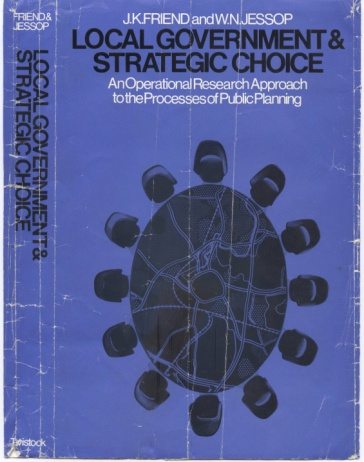 FRIEND &
JESSOP
LOCAL GOVERNMENT &
STRATEGIC CHOICE
Tavistock
J.K.FRIEND and W.N.JESSOP
LOCAL GOVERNMENT &
STRATEGIC CHOICE
An Operational Research Approach
to the Processes of Public Planning